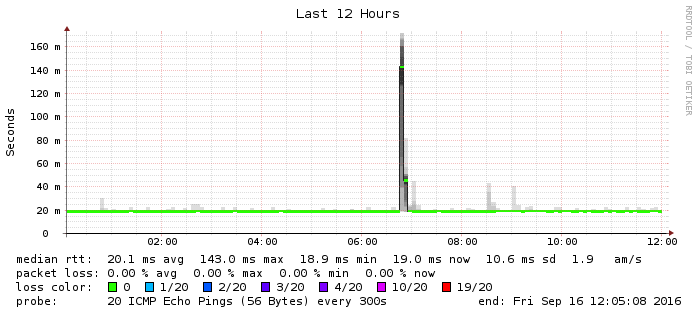 Last 12 Hours
RRDTOOL / TOBI OETIKER
Seconds
160 m
140 m
120 m
100 m
80 m
60 m
40 m
20 m
0
02:00 04:00 06:00 08:00 10:00 12:00
median rtt: 20.1 ms avg 143.0 ms max 18.9 ms min 19.0 ms now 10.6 ms sd 1.9 am/s
packet loss: 0.00 % avg 0.00 % max 0.00 % min 0.00 % now
loss color: 0 1/20 2/20 3/20 4/20 10/20 19/20
probe: 20 ICMP Echo Pings (56 Bytes) every 300s end: Fri Sep 16 12:05:08 2016